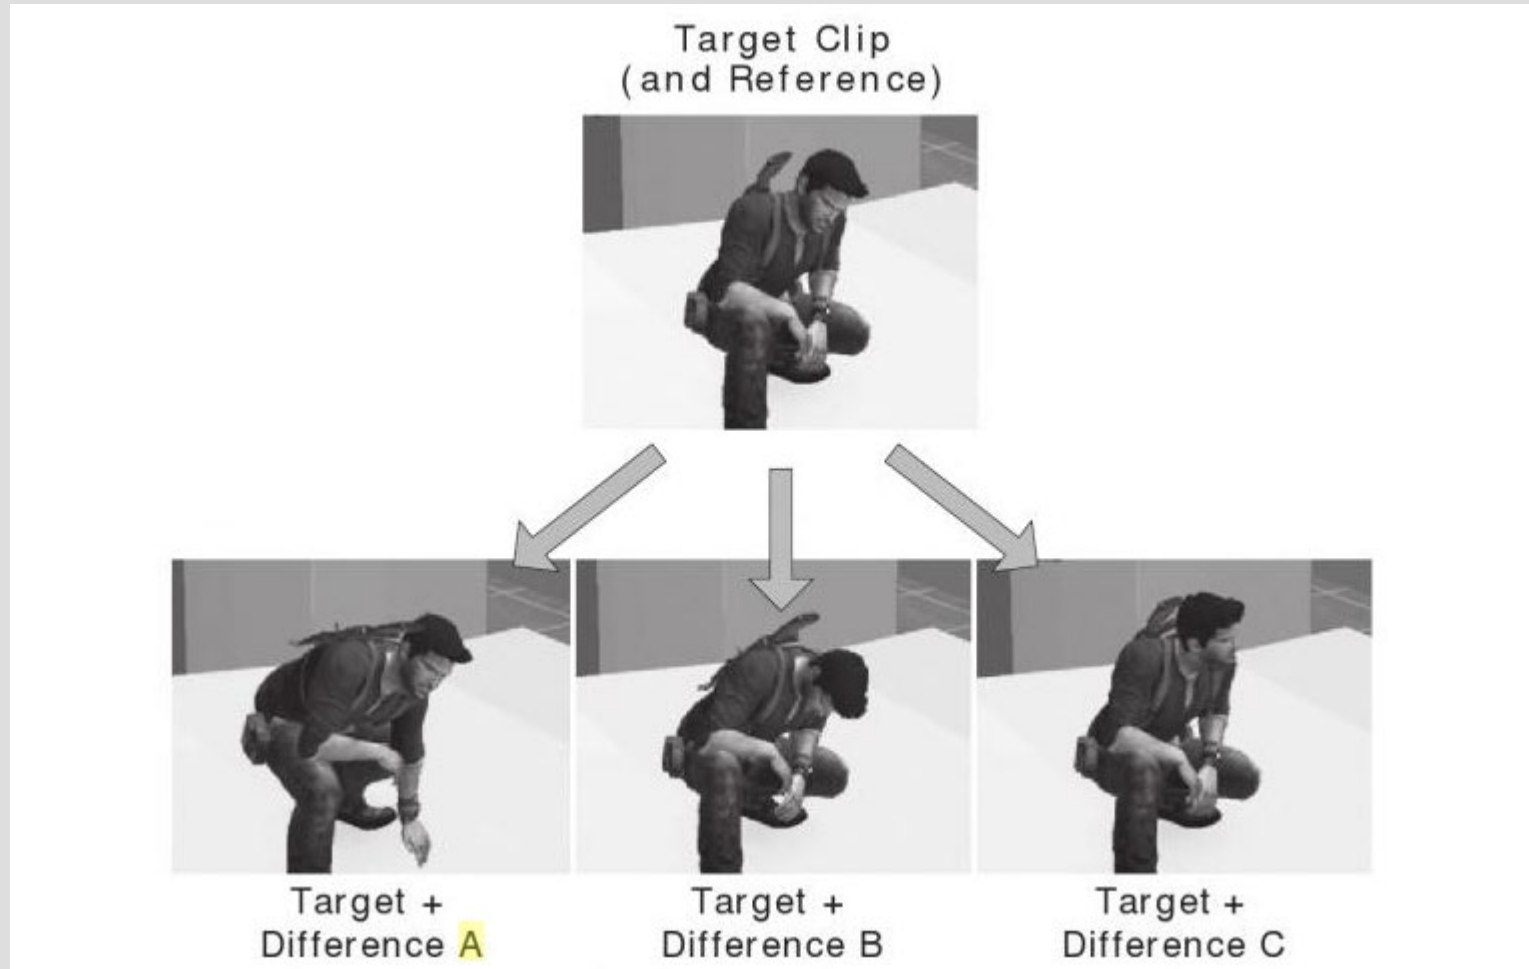 Target Clip
(and Reference)
Target +
Difference A
Target +
Difference B
Target +
Difference C